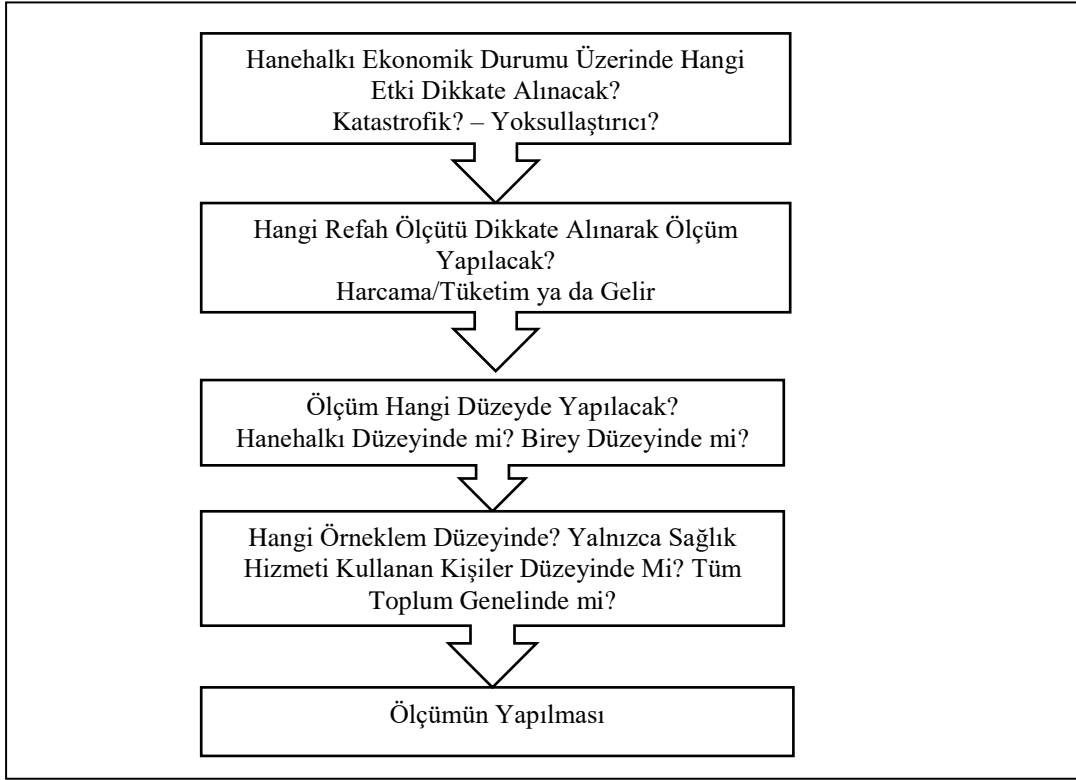 Hanehalkı Ekonomik Durumu Üzerinde Hangi
Etki Dikkate Alınacak?
Katastrofik? – Yoksullaştırıcı?
Hangi Refah Ölçütü Dikkate Alınarak Ölçüm
Yapılacak?
Harcama/Tüketim ya da Gelir
Ölçüm Hangi Düzeyde Yapılacak?
Hanehalkı Düzeyinde mi? Birey Düzeyinde mi?
Hangi Örneklem Düzeyinde? Yalnızca Sağlık
Hizmeti Kullanan Kişiler Düzeyinde Mi? Tüm
Toplum Genelinde mi?
Ölçümün Yapılması